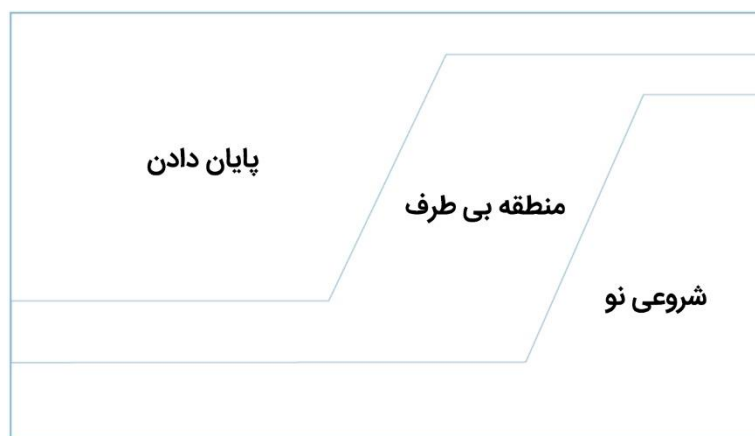 پایان دادن
منطقه بی طرف
شروعی نو